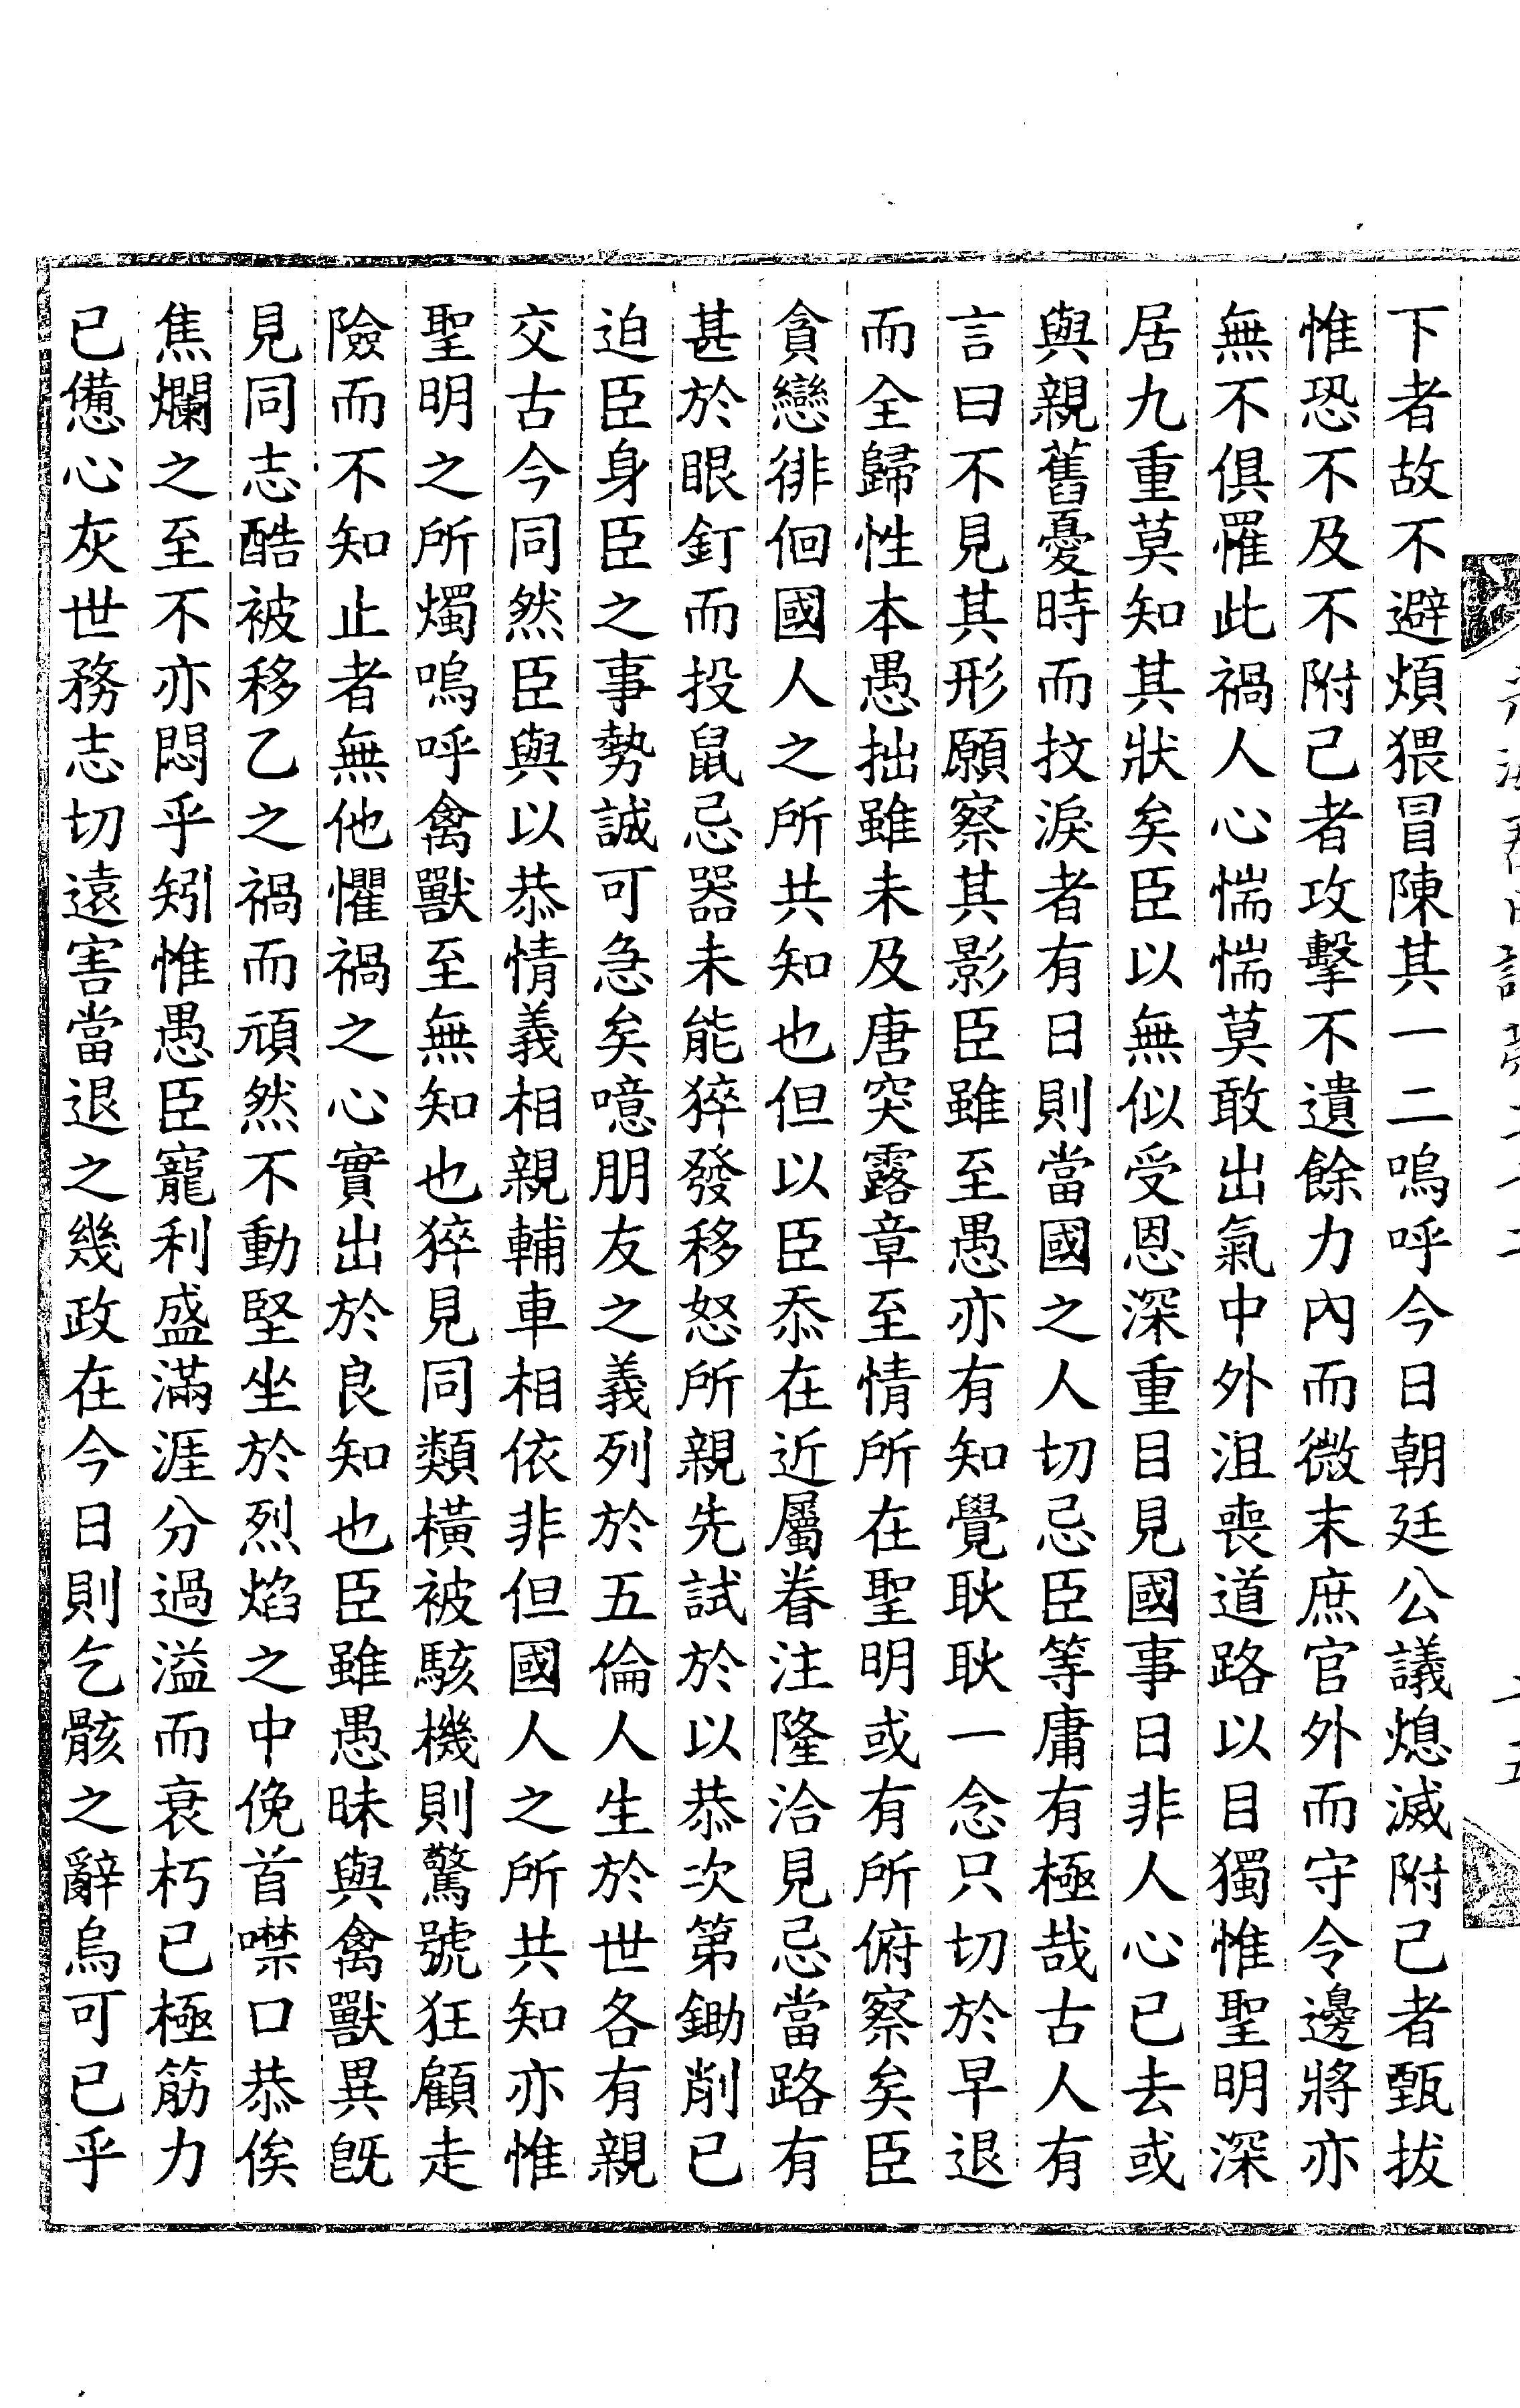 下者故不避煩猥冒陳其一二嗚呼今日朝廷公議熄滅附己者甄拔
惟恐不及不附己者攻擊不遺餘力內而微末庶官外而守令邊將亦
無不俱罹此禍人心惴惴莫敢出氣中外沮喪道路以目獨惟聖明深
居九重莫知其狀矣臣以無似受恩深重目見國事日非人心已去或
與親舊憂時而抆淚者有日則當國之人切忌臣等庸有極哉古人有
言曰不見其形願察其影臣雖至愚亦有知覺耿耿一念只切於早退
而全歸性本愚拙雖未及唐突露章至情所在聖明或有所俯察矣臣
貪戀徘徊國人之所共知也但以臣忝在近屬眷注隆洽見忌當路有
甚於眼釘而投鼠忌器未能猝發移怒所親先試於以恭次第鋤削已
迫臣身臣之事勢誠可急矣噫朋友之義列於五倫人生於世各有親
交古今同然臣與以恭情義相親輔車相依非但國人之所共知亦惟
聖明之所燭嗚呼禽獸至無知也猝見同類橫被駭機則驚號狂顧走
險而不知止者無他懼禍之心實出於良知也臣雖愚昧與禽獸異旣
見同志酷被移乙之禍而頑然不動堅坐於烈焰之中俛首噤口恭俟
焦爛之至不亦悶乎矧惟愚臣寵利盛滿涯分過溢而衰朽已極筋力
已憊心灰世務志切遠害當退之幾政在今日則乞骸之辭烏可已乎